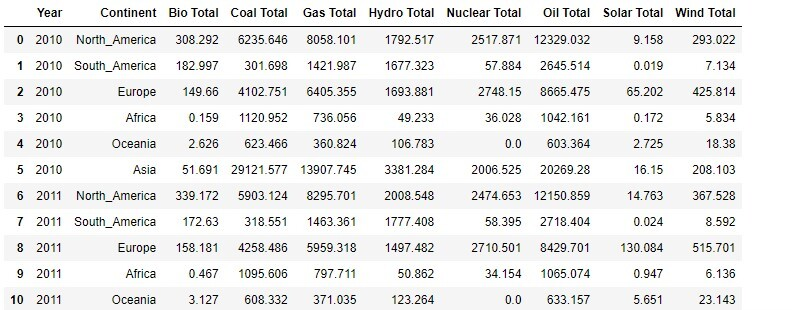 Year Continent Bio Total Coal Total Gas Total Hydro Total Nuclear Total Oil Total Solar Total Wind Total
0 2010 North_America 308.292 6235.646 8058.101 1792.517 2517.871 12329.032 9.158 293.022
1 2010 South_America 182.997 301.698 1421.987 1677.323 57.884 2645.514 0.019 7.134
2 2010 Europe 149.66 4102.751 6405.355 1693.881 2748.15 8665.475 65.202 425.814
3 2010 Africa 0.159 1120.952 736.056 49.233 36.028 1042.161 0.172 5.834
4 2010 Oceania 2.626 623.466 360.824 106.783 0.0 603.364 2.725 18.38
5 2010 Asia 51.691 29121.577 13907.745 3381.284 2006.525 20269.28 16.15 208.103
6 2011 North_America 339.172 5903.124 8295.701 2008.548 2474.653 12150.859 14.763 367.528
7 2011 South_America 172.63 318.551 1463.361 1777.408 58.395 2718.404 0.024 8.592
8 2011 Europe 158.181 4258.486 5959.318 1497.482 2710.501 8429.701 130.084 515.701
9 2011 Africa 0.467 1095.606 797.711 50.862 34.154 1065.074 0.947 6.136
10 2011 Oceania 3.127 608.332 371.035 123.264 0.0 633.157 5.651 23.143